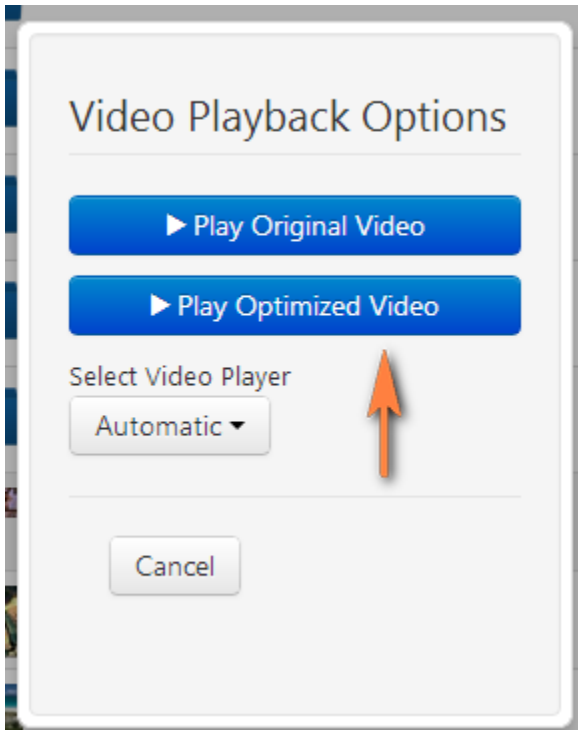 Video Playback Options
Play Original Video
Play Optimized Video
Select Video Player
Automatic
Cancel